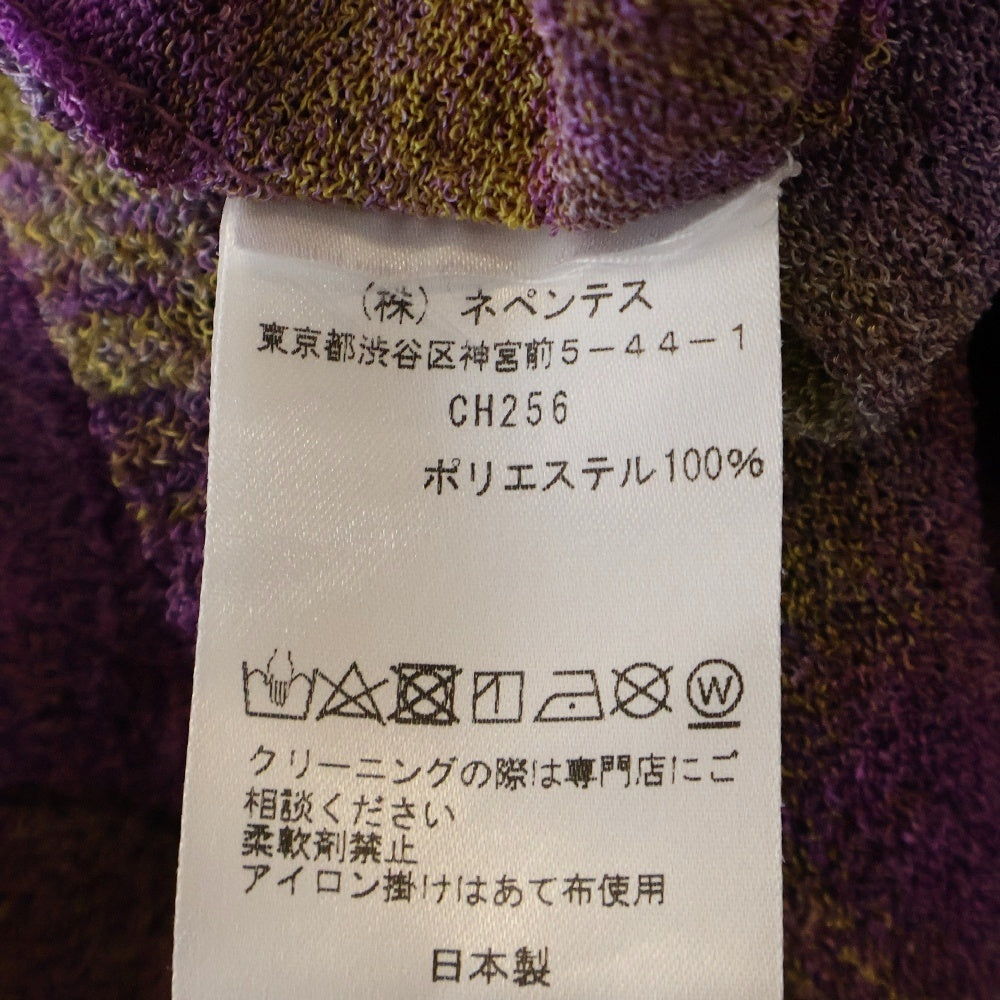 (株) ネペンテス
東京都渋谷区神宮前5-44-1
CH256
ポリエステル100%
W
クリーニングの際は専門店にご
相談ください
柔軟剤禁止
アイロン掛けはあて布使用
日本製